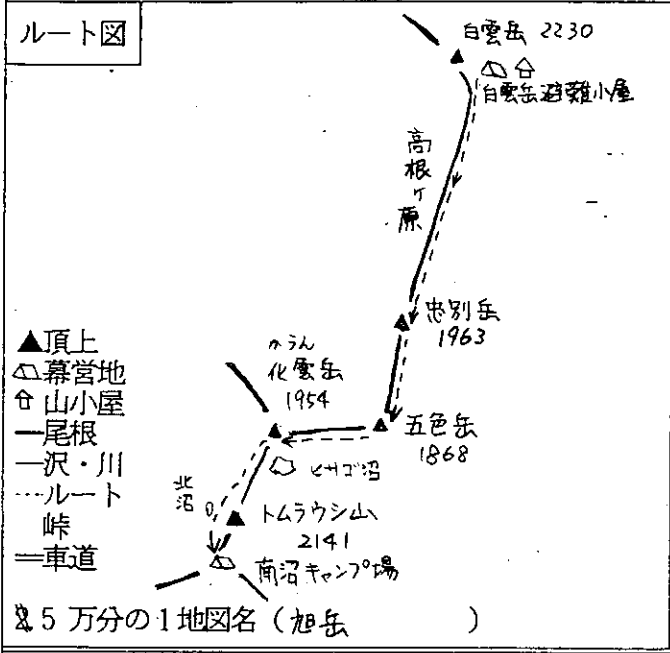 ルート図
白雲岳 2230
白雲岳避難小屋
高根ヶ原
忠別岳
1963
かうん
化雲岳
1954
五色岳
1868
ヒサゴ沼
北沼
トムラウシ山
2141
南沼キャンプ場
▲頂上
幕営地
山小屋
尾根
沢・川
ルート
峠
車道
5万分の1地図名(旭岳 )